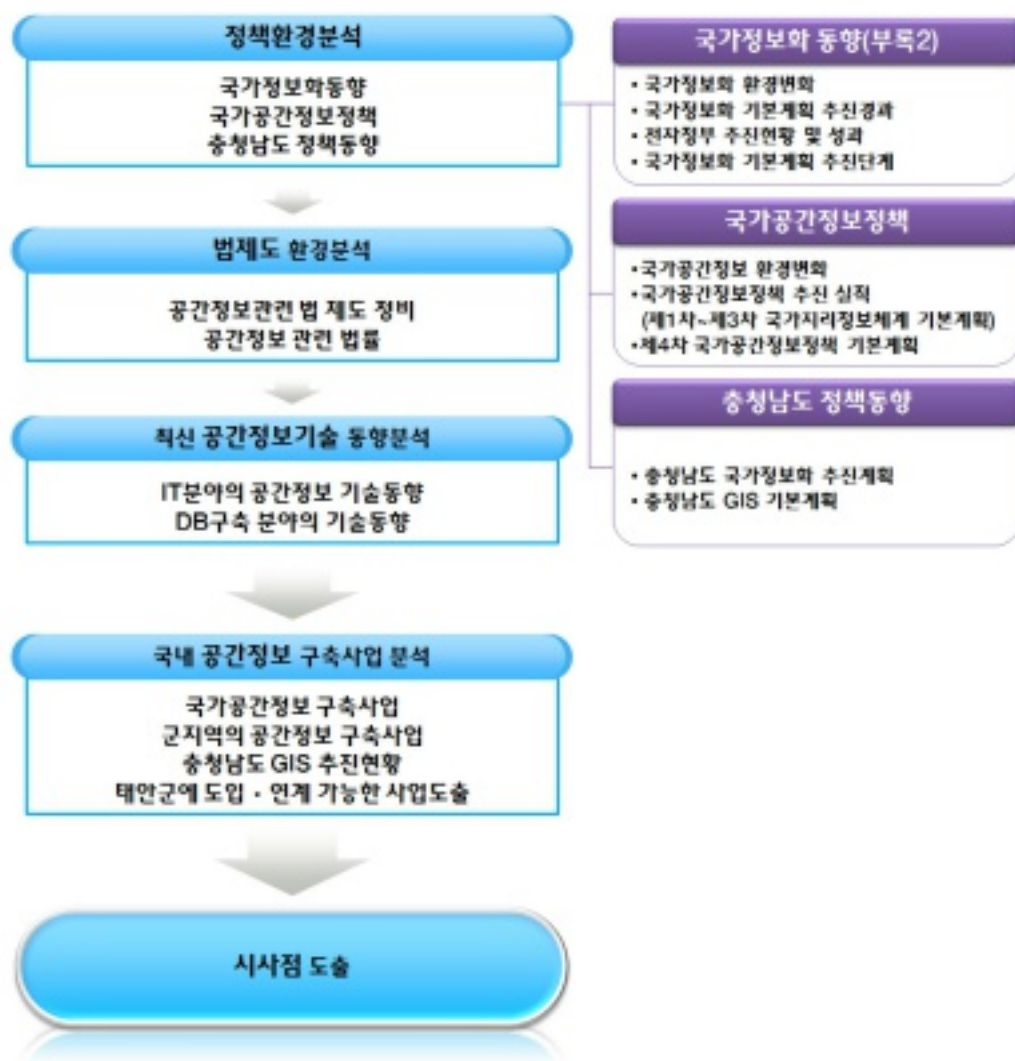 정책환경분석
국가정보화동향
국가공간정보정책
충청남도 정책동향
국가정보화 동향(부록2)
• 국가정보화 환경변화
• 국가정보화 기본계획 추진경과
• 전자정부 추진현황 및 성과
• 국가정보화 기본계획 추진단계
법제도 환경분석
공간정보관련 법 제도 정비
공간정보 관련 법률
국가공간정보정책
•국가공간정보 환경변화
•국가공간정보정책 추진 실적
(제1차~제3차 국가지리정보체계 기본계획)
•제4차 국가공간정보정책 기본계획
최신 공간정보기술 동향분석
IT분야의 공간정보 기술동향
DB구축 분야의 기술동향
충청남도 정책동향
• 충청남도 국가정보화 추진계획
• 충청남도 GIS 기본계획
국내 공간정보 구축사업 분석
국가공간정보 구축사업
군지역의 공간정보 구축사업
충청남도 GIS 추진현황
태안군에 도입 · 연계 가능한 사업도출
시사점 도출